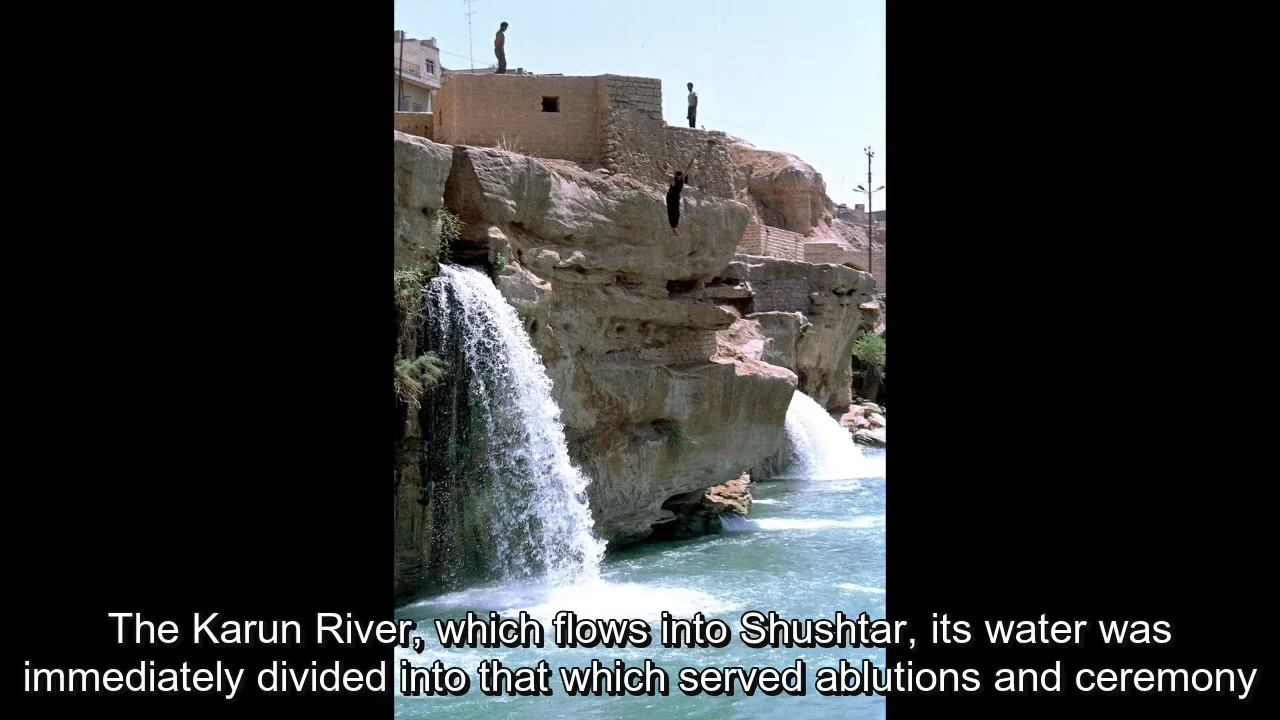 The Karun River, which flows into Shushtar, its water was
immediately divided into that which served ablutions and ceremony